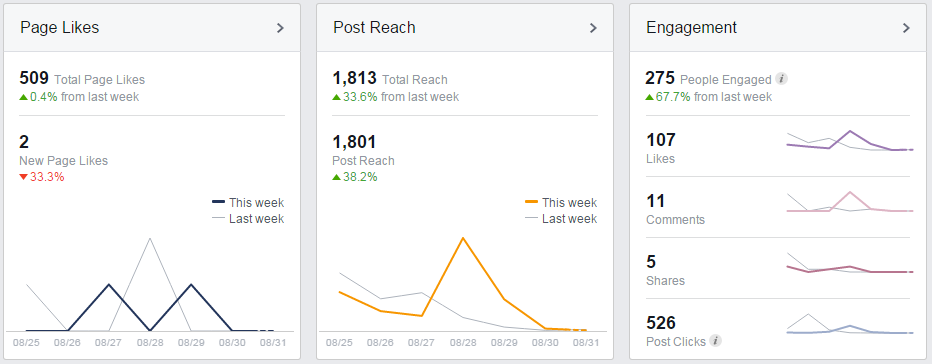 Page Likes
509 Total Page Likes
0.4% from last week
2
New Page Likes
33.3%
This week
Last week
08/25 08/26 08/27 08/28 08/29 08/30 08/31
Post Reach
1,813 Total Reach
33.6% from last week
1,801
Post Reach
38.2%
This week
Last week
08/25 08/26 08/27 08/28 08/29 08/30 08/31
Engagement
275 People Engaged i
67.7% from last week
107
Likes
11
Comments
5
Shares
526
Post Clicks i